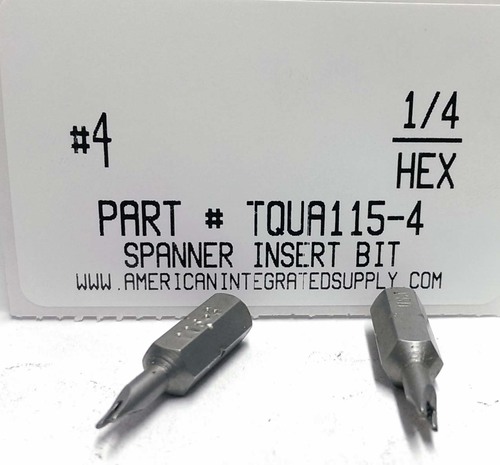 #4
1/4
HEX
PART # TQUA115-4
SPANNER INSERT BIT
WWW.AMERICANINTEGRATEDSUPPLY.COM